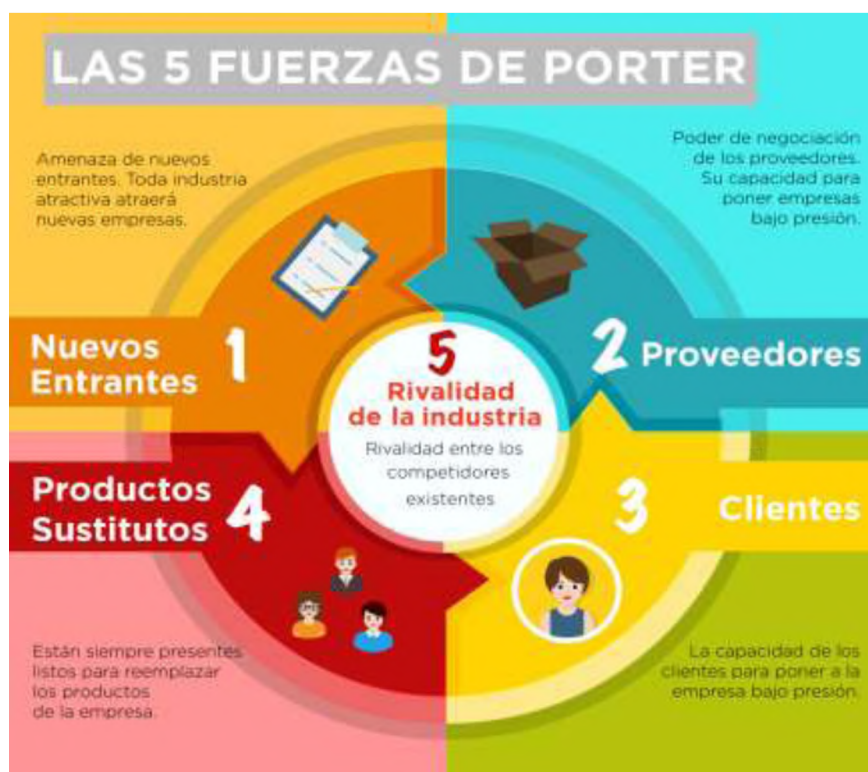 LAS 5 FUERZAS DE PORTER
Amenaza de nuevos
entrantes. Toda industria
atractiva atraerá
nuevas empresas.
Poder de negociación
de los proveedores.
Su capacidad para
poner empresas
bajo presión.
Nuevos
Entrantes
1
2 Proveedores
5
Rivalidad
de la industria
Rivalidad entre los
competidores
existentes
Productos
Sustitutos
4
3 Clientes
Están siempre presentes
listos para reemplazar
los productos
de la empresa.
La capacidad de los
clientes para poner a la
empresa bajo presión.